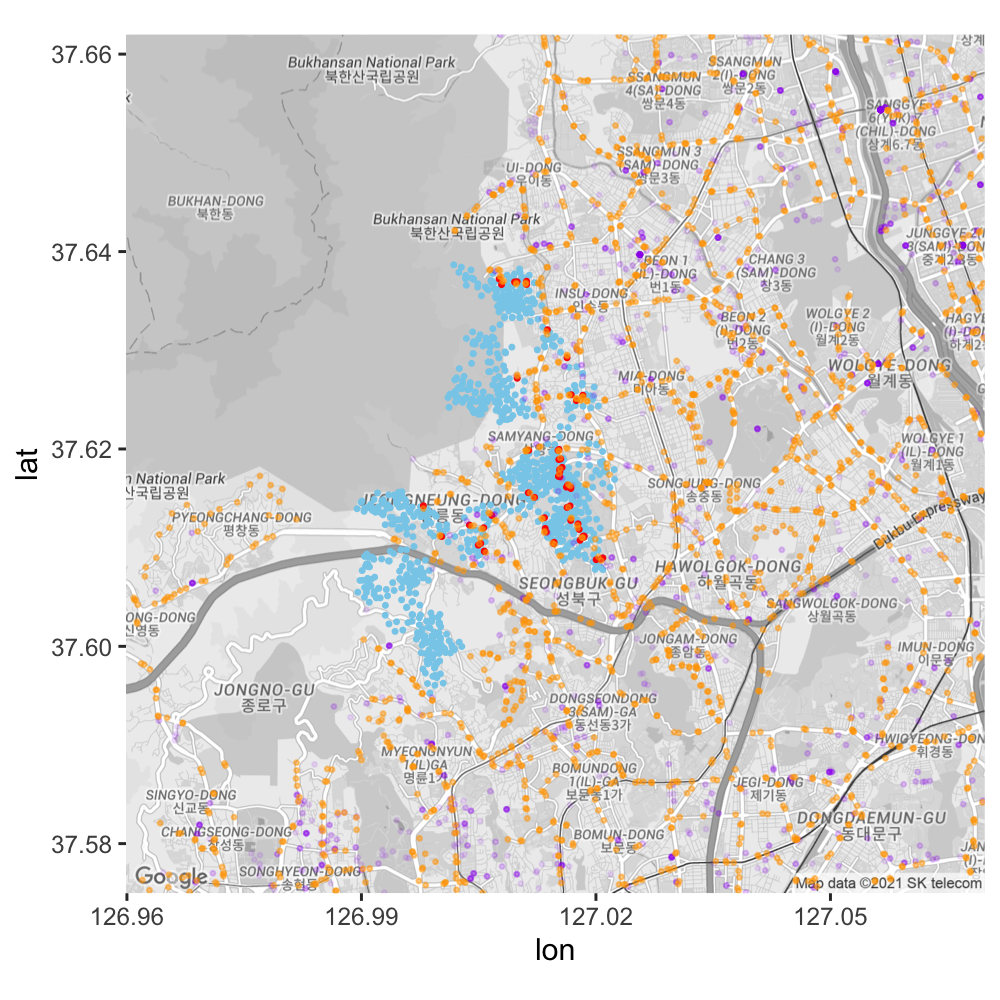 37.66
37.64
37.62
37.60
37.58
lat
126.96
126.99
127.02
127.05
lon
Bukhansan National Park
북한산국립공원
SSANGMUN
4(SA)-DONG
쌍문4동
SSANGMUN
2(I)-DONG
쌍문2동
상계
SANGGYE
6(YUK).7
(CHIL)-DONG
상계6.7동
UI-DONG
우이동
SSANGMUN 3
(SAM)-DONG
쌍문3동
BUKHAN-DONG
북한동
Bukhansan National Park
북한산국립공원
BEON 1
(IL)-DONG
번1동
CHANG 3
(SAM)-DONG
창3동
JUNGGYE 2
3(SAM)-DONG
중계2.3동
INSU-DONG
인수동
BEON 2
(I)-DONG
번2동
WOLGYE 2
(I)-DONG
월계2동
HAGYE
(I)-DON
하계2
WOLGYE-DONG
월계동
MIA-DONG
미아동
SAMYANG-DONG
WOLGYE 1
(IL)-DONG
월계1동
n National Park
산국립공원
JEONGNEUNG-DONG
릉동
SONGJUNG-DONG
송중동
PYEONGCHANG-DONG
평창동
Bukbu Expressway
SEONGBUK-GU
성북구
HAWOLGOK-DONG
하월곡동
SANGWOLGOK-DONG
상월곡동
ONG-DONG
신영동
JONGAM-DONG
종암동
IMUN-DONG
이문동
JONGNO-GU
종로구
DONGSEONDONG
3(SAM)-GA
동선동3가
MYEONGNYUN
1(IL)GA
명륜1가
HWIGYEONG-DON
휘경동
BOMUNDONG
1(IL)-GA
보문동1가
JEGI-DONG
제기동
SINGYO-DONG
신교동
CHANGSEONG-DONG
창성동
BOMUN-DONG
보문동
DONGDAEMUN-GU
동대문구
SONGHYEON-DONG
송현동
JAN
(I)-
Google
Map data ©2021 SK telecom